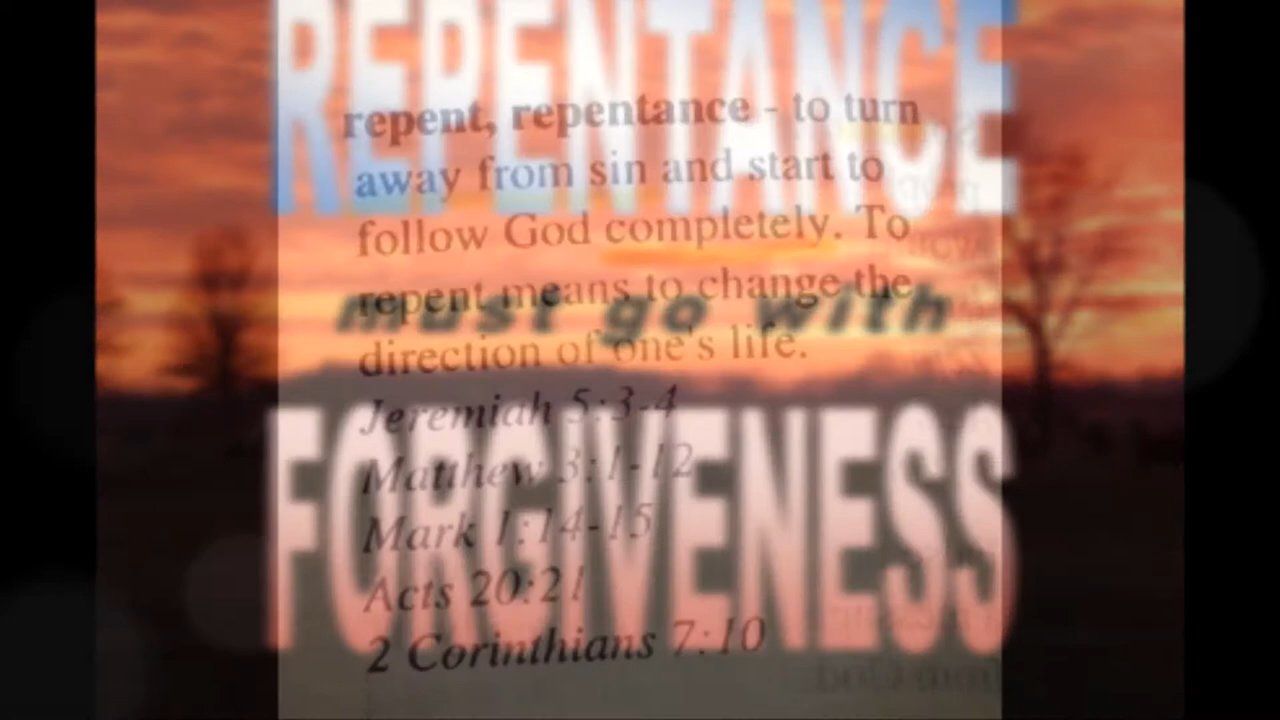 REPENTANCE
must go with
FORGIVENESS
repent, repentance - to turn
away from sin and start to
follow God completely. To
repent means to change the
direction of one's life.
Jeremiah 5:3-4
Matthew 3:1-12
Mark 1:14-15
Acts 20:21
2 Corinthians 7:10